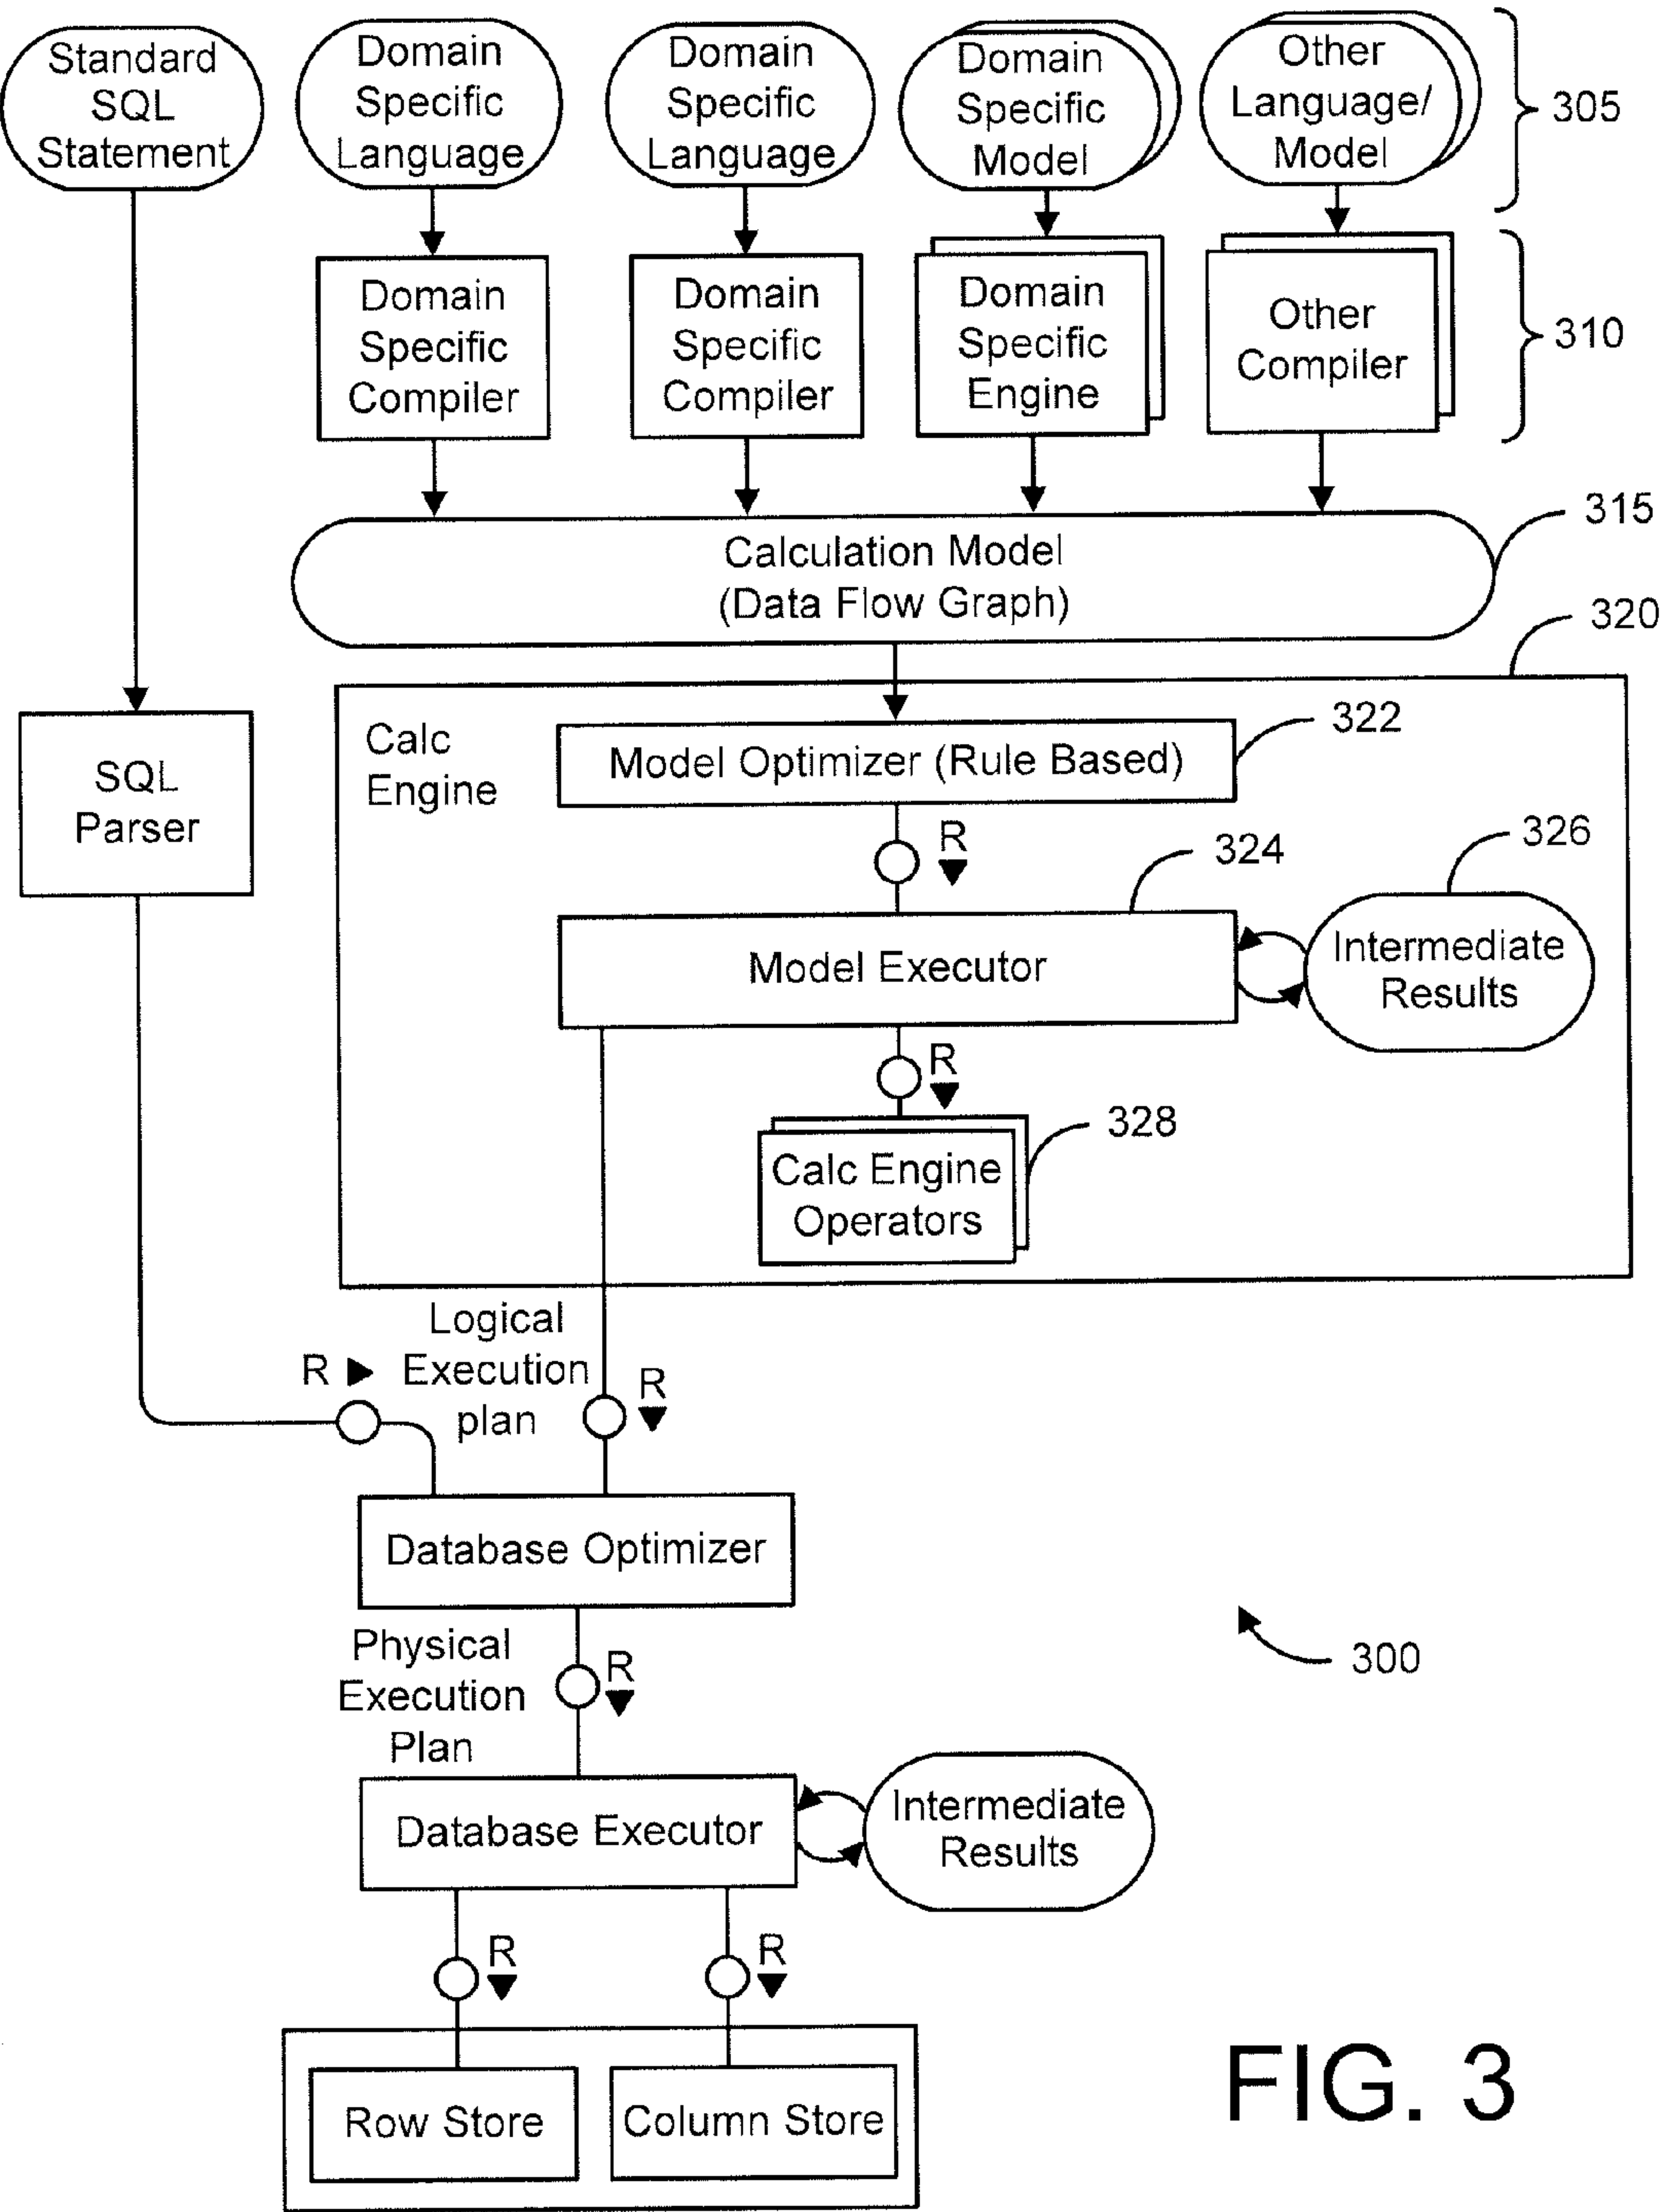 Standard
SQL
Statement
Domain
Specific
Language
Domain
Specific
Language
Domain
Specific
Model
Other
Language/
Model
305
Domain
Specific
Compiler
Domain
Specific
Compiler
Domain
Specific
Engine
Other
Compiler
310
Calculation Model
(Data Flow Graph)
315
320
Calc
Engine
Model Optimizer (Rule Based)
322
SQL
Parser
R
324
326
Model Executor
Intermediate
Results
R
328
Calc Engine
Operators
Logical
Execution
plan
R
R
Database Optimizer
Physical
Execution
Plan
R
300
Database Executor
Intermediate
Results
R
R
Row Store
Column Store
FIG. 3